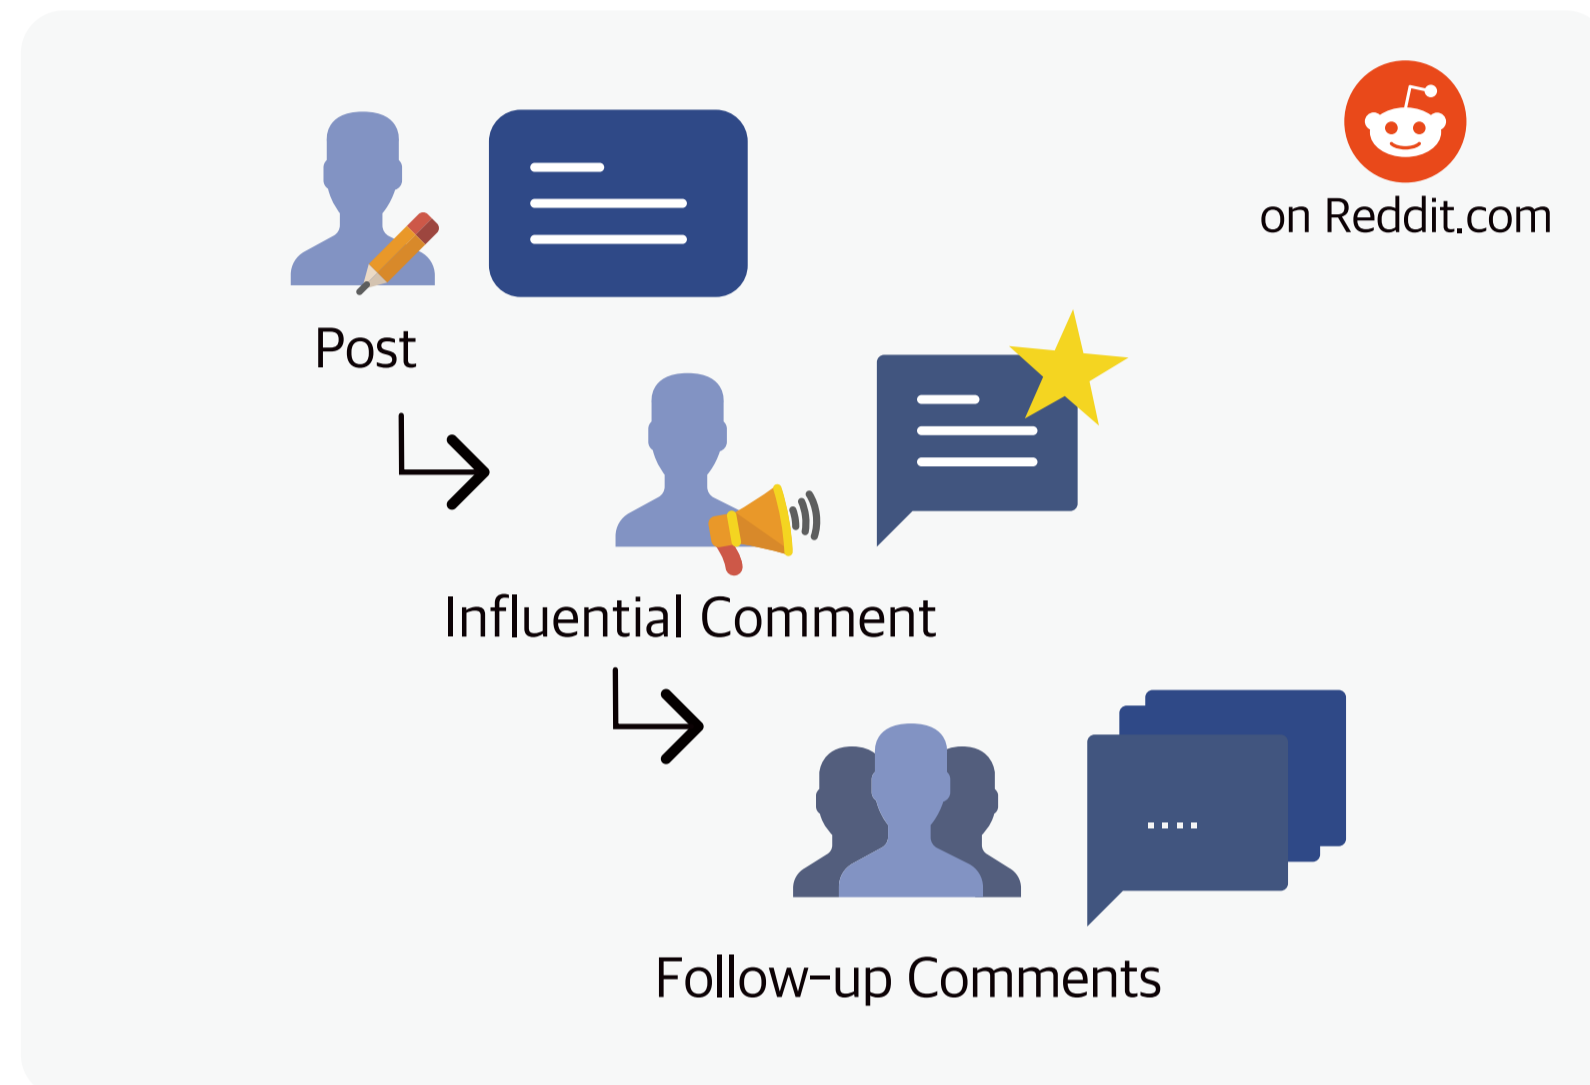 on Reddit.com
Post
Influential Comment
....
Follow-up Comments